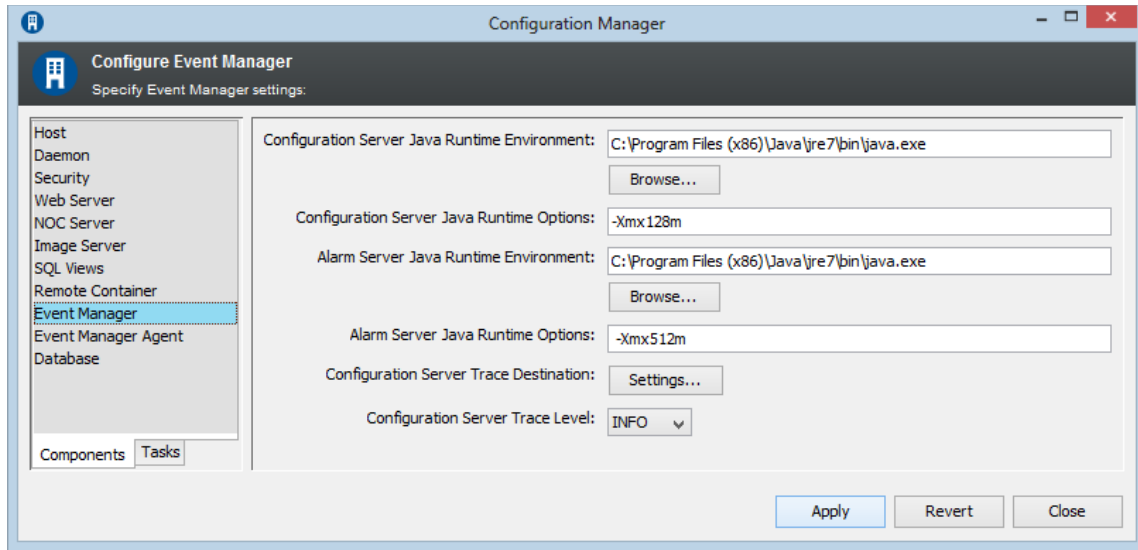 Configuration Manager
Configure Event Manager
Specify Event Manager settings:
Host
Daemon
Security
Web Server
NOC Server
Image Server
SQL Views
Remote Container
Event Manager
Event Manager Agent
Database
Components Tasks
Configuration Server Java Runtime Environment: C:\Program Files (x86)\Java\jre7\bin\java.exe
Browse...
Configuration Server Java Runtime Options: -Xmx128m
Alarm Server Java Runtime Environment: C:\Program Files (x86)\Java\jre7\bin\java.exe
Browse...
Alarm Server Java Runtime Options: -Xmx512m
Configuration Server Trace Destination: Settings...
Configuration Server Trace Level: INFO
Apply Revert Close